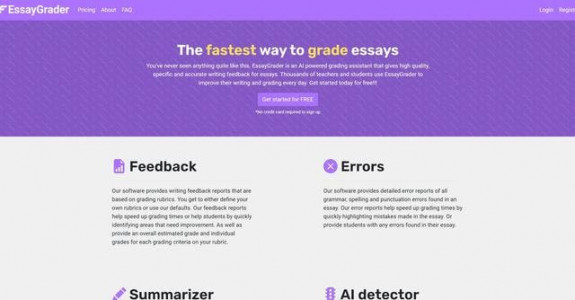 EssayGrader Pricing About FAQ Login Regist
The fastest way to grade essays
You've never seen anything quite like this, EssayGrader is an AI powered grading assistant that gives high quality,
specific and accurate writing feedback for essays. Thousands of teachers and students use EssayGrader to
improve their writing and grading every day. Get started today for free!!!
Get started for FREE
*No credit card required to sign up
Feedback
Our software provides writing feedback reports that are
based on grading rubrics. You get to either define your
own rubrics or use our defaults. Our feedback reports
help speed up grading times or help students by quickly
identifying areas that need improvement. As well as
provide an overall estimated grade and individual
grades for each grading criteria on your rubric.
Errors
Our software provides detailed error reports of all
grammar, spelling and punctuation errors found in an
essay. Our error reports help speed up grading times by
quickly highlighting mistakes made in the essay. Or
provide students with any errors found in their essay.
Summarizer
AI detector